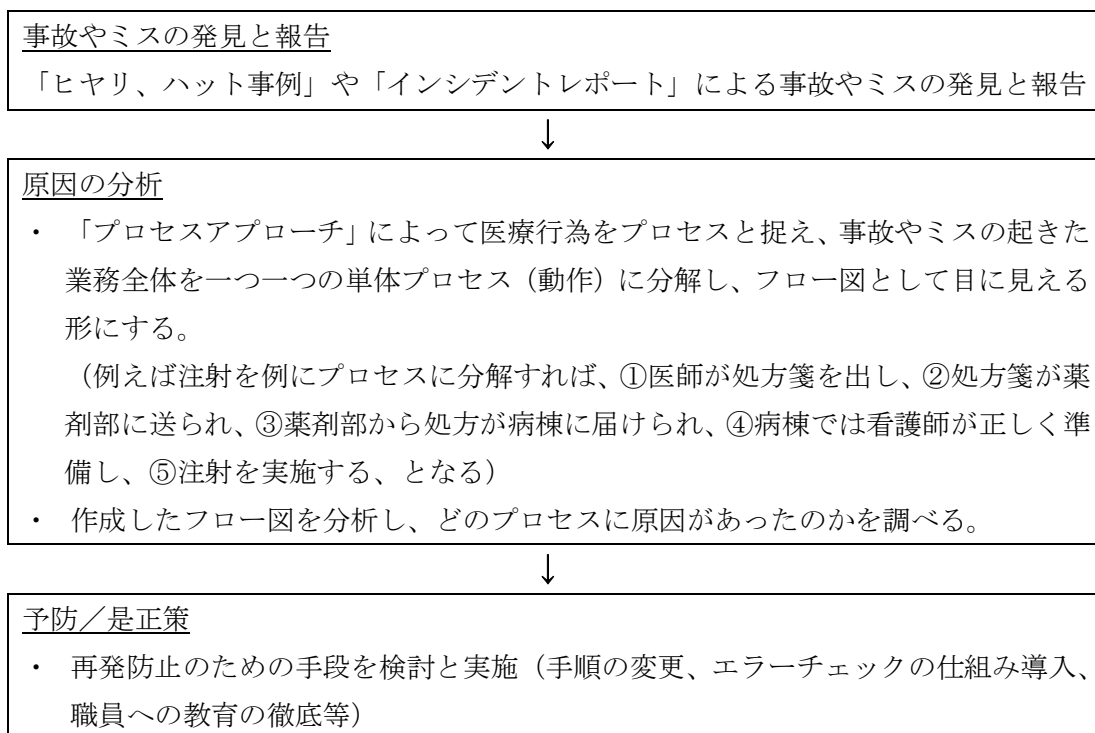 事故やミスの発見と報告
「ヒヤリ、ハット事例」や「インシデントレポート」による事故やミスの発見と報告
↓
原因の分析
・ 「プロセスアプローチ」によって医療行為をプロセスと捉え、事故やミスの起きた
業務全体を一つ一つの単体プロセス（動作）に分解し、フロー図として目に見える
形にする。
（例えば注射を例にプロセスに分解すれば、①医師が処方箋を出し、②処方箋が薬
剤部に送られ、③薬剤部から処方が病棟に届けられ、④病棟では看護師が正しく準
備し、⑤注射を実施する、となる）
・ 作成したフロー図を分析し、どのプロセスに原因があったのかを調べる。
↓
予防／是正策
・ 再発防止のための手段を検討と実施（手順の変更、エラーチェックの仕組み導入、
職員への教育の徹底等）